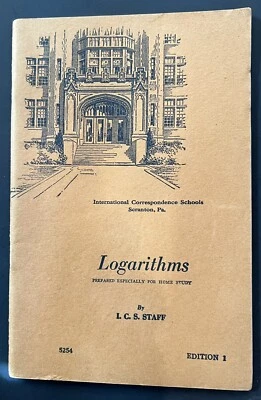 International Correspondence Schools
Scranton, Pa.
Logarithms
PREPARED ESPECIALLY FOR HOME STUDY
By
I. C. S. STAFF
5254 EDITION 1